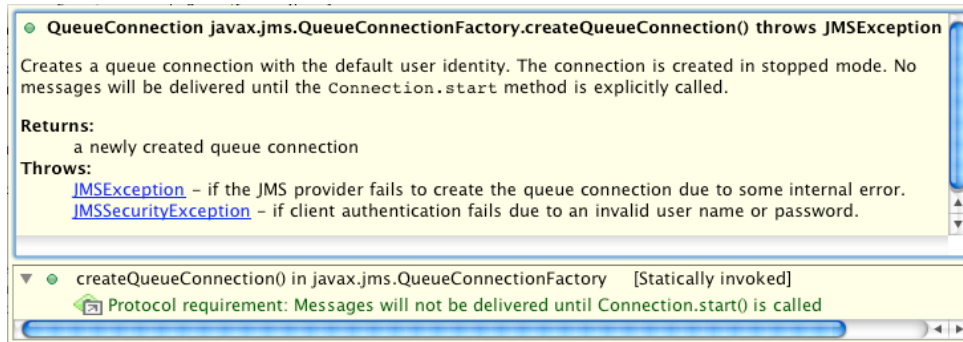 QueueConnection javax.jms.QueueConnectionFactory.createQueueConnection() throws JMSException
Creates a queue connection with the default user identity. The connection is created in stopped mode. No
messages will be delivered until the Connection.start method is explicitly called.
Returns:
a newly created queue connection
Throws:
JMSException – if the JMS provider fails to create the queue connection due to some internal error.
JMSSecurityException – if client authentication fails due to an invalid user name or password.
createQueueConnection() in javax.jms.QueueConnectionFactory [Statically invoked]
Protocol requirement: Messages will not be delivered until Connection.start() is called